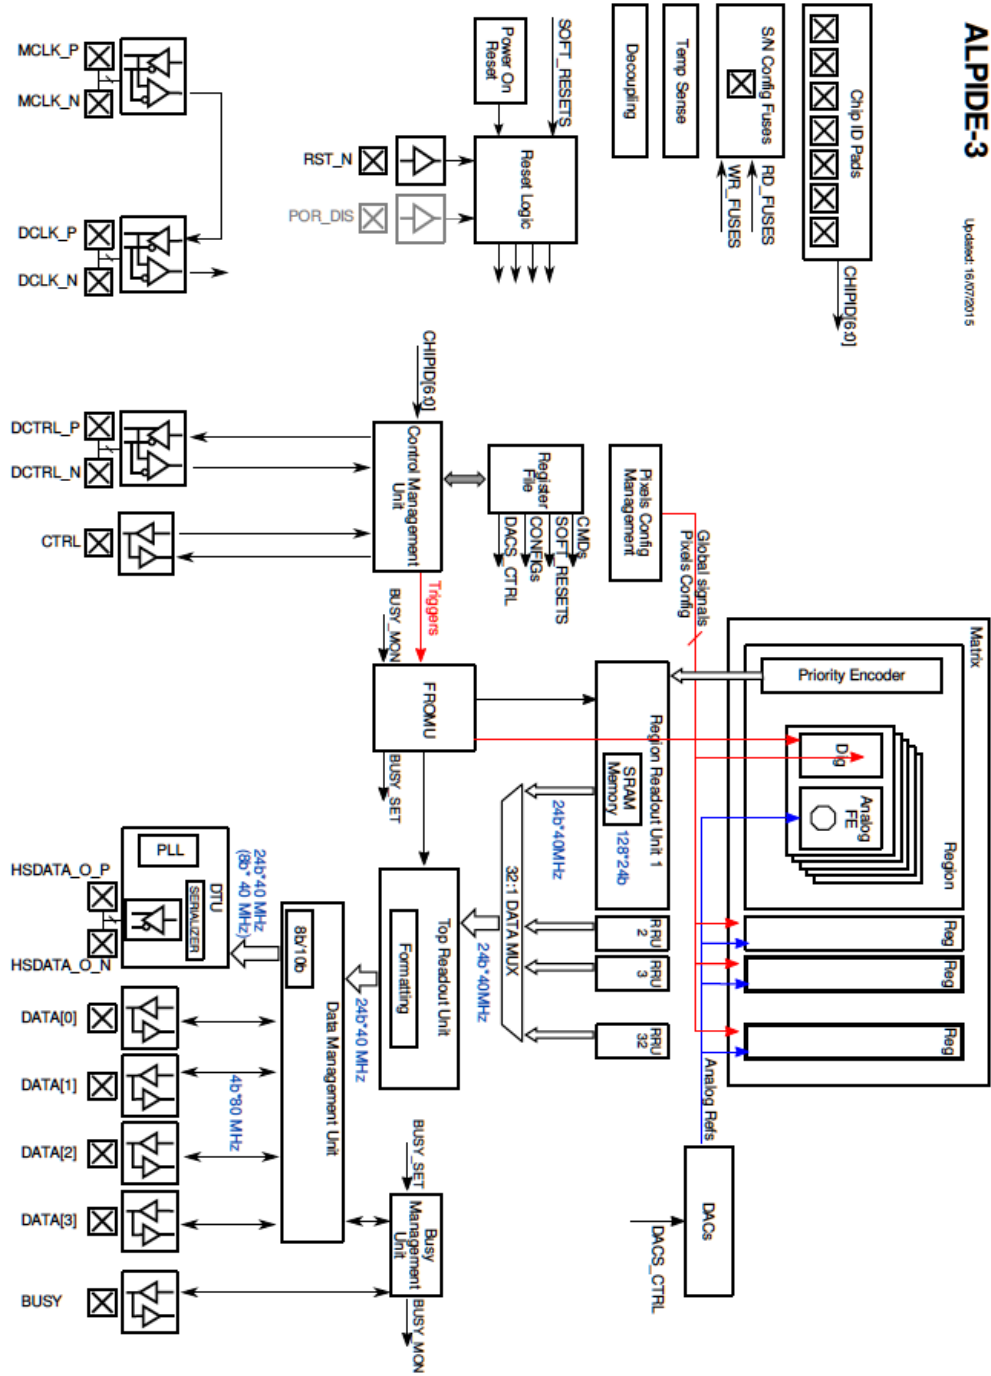 ALPIDE-3
Updated: 16/07/2015
Chip ID Pads
CHIPID[6:0]
S/N Config Fuses
RD_FUSES
WR_FUSES
Temp Sense
Decoupling
SOFT_RESETS
Power On
Reset
Reset Logic
RST_N
POR_DIS
MCLK_P
MCLK_N
DCLK_P
DCLK_N
CHIPID[6:0]
DCTRL_P
DCTRL_N
CTRL
Control Management
Unit
Register
File
CMDs
SOFT_RESETS
CONFIGs
DACS_CTRL
Pixels Config
Management
Global signals
Pixels Config
Triggers
BUSY_MON
FROMU
BUSY_SET
Matrix
Priority Encoder
Dig
Analog
FE
Region
Reg
Reg
Reg
Region Readout Unit 1
SRAM
Memory
128*24b
RRU
2
RRU
3
RRU
32
24b*40MHz
32:1 DATA MUX
24b*40MHz
Analog Refs
DACs
DACS_CTRL
Top Readout Unit
Formatting
24b*40 MHz
Data Management Unit
8b/10b
24b*40 MHz
(8b* 40 MHz)
DTU
PLL
SERIALIZER
HSDATA_O_P
HSDATA_O_N
DATA[0]
DATA[1]
DATA[2]
DATA[3]
4b*80 MHz
BUSY
BUSY_SET
Busy
Management
Unit
BUSY_MON